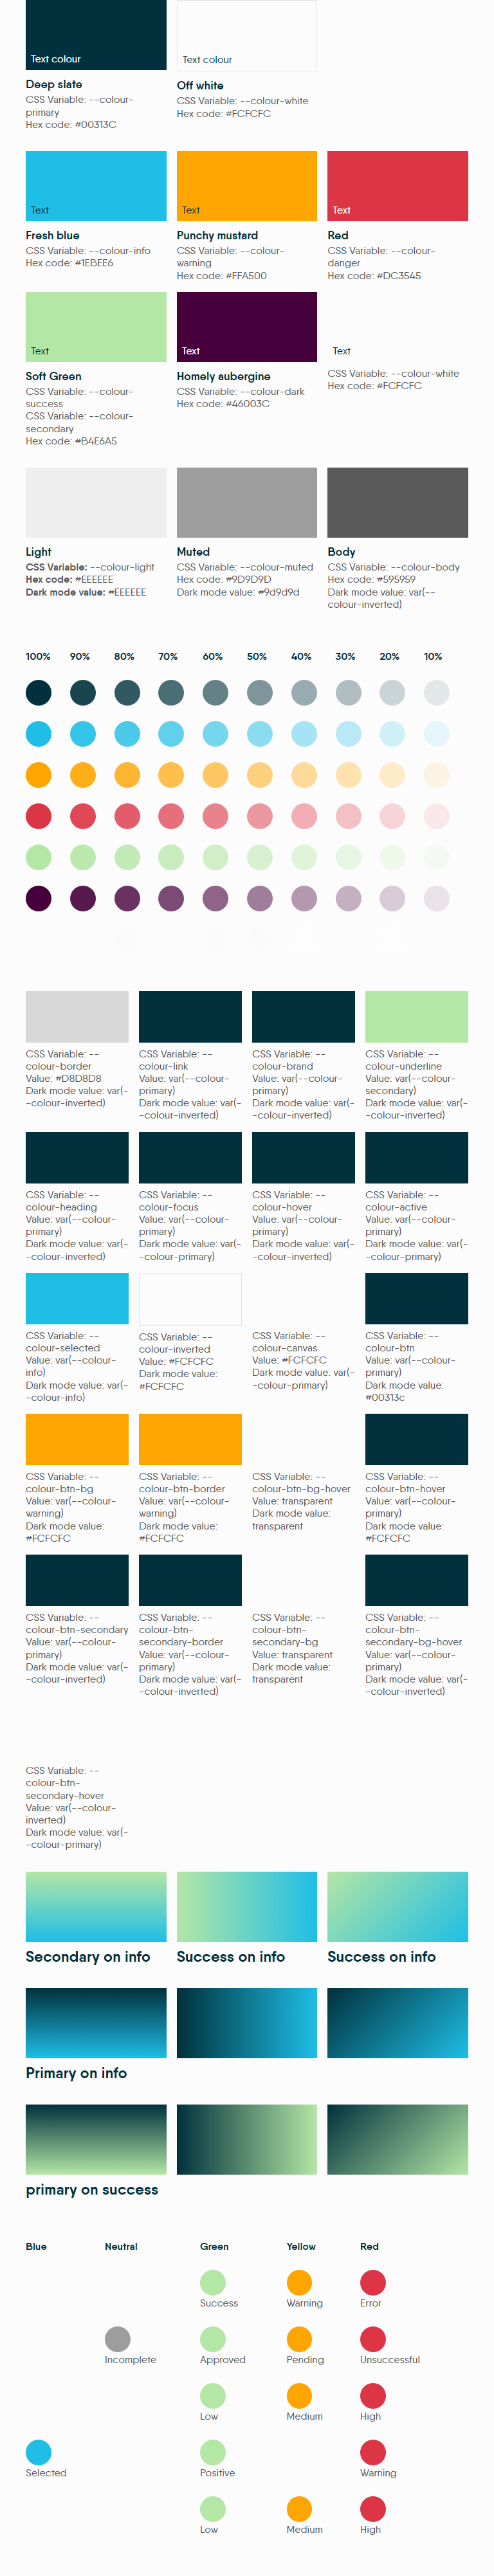 Text colour
Text colour
Deep slate
CSS Variable: --colour-
primary
Hex code: #00313C
Off white
CSS Variable: --colour-white
Hex code: #FCFCFC
Text
Text
Text
Fresh blue
CSS Variable: --colour-info
Hex code: #1EBEE6
Punchy mustard
CSS Variable: --colour-
warning
Hex code: #FFA500
Red
CSS Variable: --colour-
danger
Hex code: #DC3545
Text
Text
Text
Soft Green
CSS Variable: --colour-
success
CSS Variable: --colour-
secondary
Hex code: #B4E6A5
Homely aubergine
CSS Variable: --colour-dark
Hex code: #46003C
CSS Variable: --colour-white
Hex code: #FCFCFC
Light
CSS Variable: --colour-light
Hex code: #EEEEEE
Dark mode value: #EEEEEE
Muted
CSS Variable: --colour-muted
Hex code: #9D9D9D
Dark mode value: #9d9d9d
Body
CSS Variable: --colour-body
Hex code: #595959
Dark mode value: var(--
colour-inverted)
100% 90% 80% 70% 60% 50% 40% 30% 20% 10%
CSS Variable: --
colour-border
Value: #D8D8D8
Dark mode value: var(-
-colour-inverted)
CSS Variable: --
colour-link
Value: var(--colour-
primary)
Dark mode value: var(-
-colour-inverted)
CSS Variable: --
colour-brand
Value: var(--colour-
primary)
Dark mode value: var(-
-colour-inverted)
CSS Variable: --
colour-underline
Value: var(--colour-
secondary)
Dark mode value: var(-
-colour-inverted)
CSS Variable: --
colour-heading
Value: var(--colour-
primary)
Dark mode value: var(-
-colour-inverted)
CSS Variable: --
colour-focus
Value: var(--colour-
primary)
Dark mode value: var(-
-colour-primary)
CSS Variable: --
colour-hover
Value: var(--colour-
primary)
Dark mode value: var(-
-colour-inverted)
CSS Variable: --
colour-active
Value: var(--colour-
primary)
Dark mode value: var(-
-colour-primary)
CSS Variable: --
colour-selected
Value: var(--colour-
info)
Dark mode value: var(-
-colour-info)
CSS Variable: --
colour-inverted
Value: #FCFCFC
Dark mode value:
#FCFCFC
CSS Variable: --
colour-canvas
Value: #FCFCFC
Dark mode value: var(-
-colour-primary)
CSS Variable: --
colour-btn
Value: var(--colour-
primary)
Dark mode value:
#00313c
CSS Variable: --
colour-btn-bg
Value: var(--colour-
warning)
Dark mode value:
#FCFCFC
CSS Variable: --
colour-btn-border
Value: var(--colour-
warning)
Dark mode value:
#FCFCFC
CSS Variable: --
colour-btn-bg-hover
Value: transparent
Dark mode value:
transparent
CSS Variable: --
colour-btn-hover
Value: var(--colour-
primary)
Dark mode value:
#FCFCFC
CSS Variable: --
colour-btn-secondary
Value: var(--colour-
primary)
Dark mode value: var(-
-colour-inverted)
CSS Variable: --
colour-btn-
secondary-border
Value: var(--colour-
primary)
Dark mode value: var(-
-colour-inverted)
CSS Variable: --
colour-btn-
secondary-bg
Value: transparent
Dark mode value:
transparent
CSS Variable: --
colour-btn-
secondary-bg-hover
Value: var(--colour-
primary)
Dark mode value: var(-
-colour-inverted)
CSS Variable: --
colour-btn-
secondary-hover
Value: var(--colour-
inverted)
Dark mode value: var(-
-colour-primary)
Secondary on info
Success on info
Success on info
Primary on info
primary on success
Blue Neutral Green Yellow Red
Success Warning Error
Incomplete Approved Pending Unsuccessful
Low Medium High
Selected Positive Warning
Low Medium High